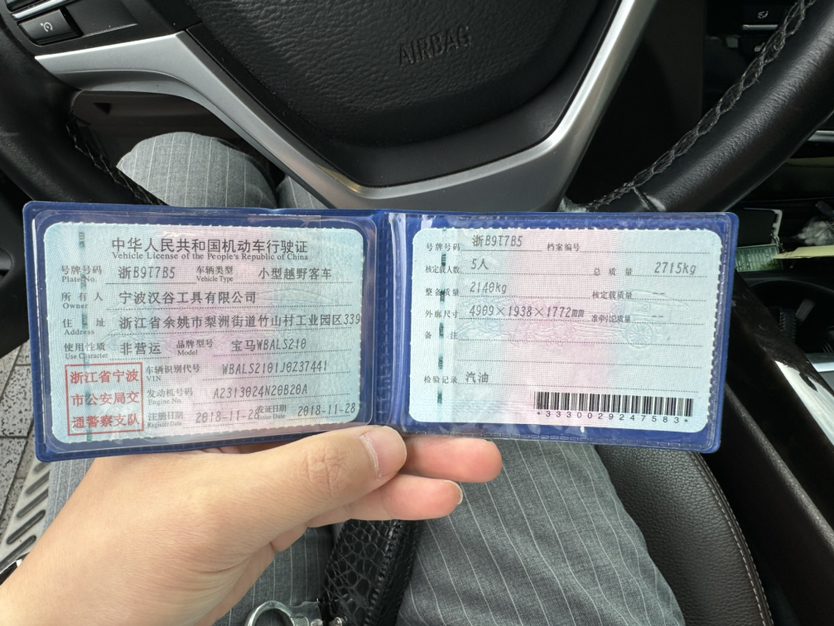 AIRBAG
中华人民共和国机动车行驶证
Vehicle License of the People's Republic of China
号牌号码 浙B9T7B5 车辆类型 小型越野客车
Plate No. Vehicle Type
所有人 宁波汉谷工具有限公司
Owner
住址 浙江省余姚市梨洲街道竹山村工业园区339
Address
使用性质 非营运 品牌型号 宝马WBALS210
Use Character Model
浙江省宁波
市公安局交
通警察支队
车辆识别代号 WBALS2101J0Z37441
VIN
发动机号码 A2313024N20B20A
Engine No.
注册日期 2018-11-28 发证日期 2018-11-28
Register Date Issue Date
号牌号码 浙B9T7B5 档案编号
核定载人数 5人 总质量 2715kg
整备质量 2140kg 核定载质量
外廓尺寸 4909×1938×1772mm 准牵引总质量
备注
检验记录 汽油
*3330029247583*